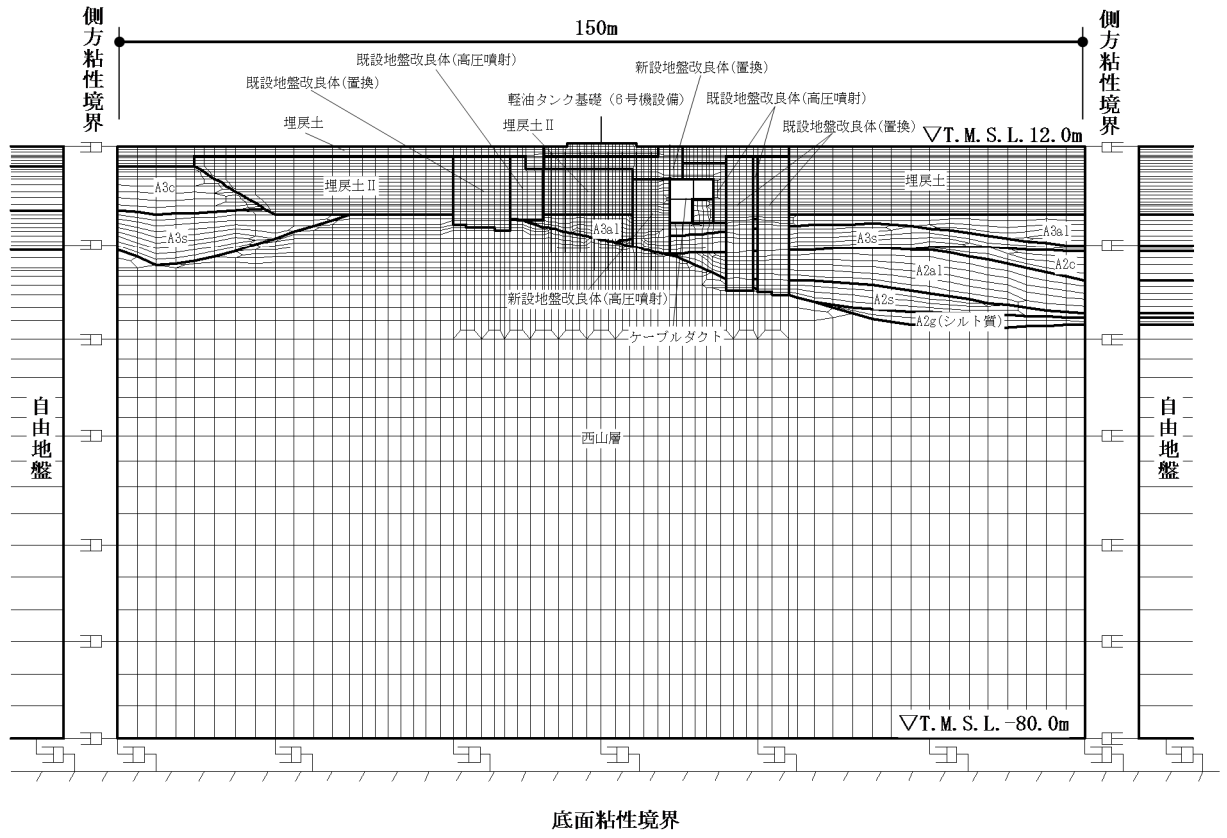 側方粘性境界
150m
側方粘性境界
既設地盤改良体(高圧噴射)
新設地盤改良体(置換)
既設地盤改良体(置換)
軽油タンク基礎（6号機設備）
既設地盤改良体(高圧噴射)
埋戻土
埋戻土Ⅱ
既設地盤改良体(置換)
▽T.M.S.L.12.0m
A3c
埋戻土Ⅱ
埋戻土
A3s
A3a1
A3s
A3a1
A2c
A2a1
新設地盤改良体(高圧噴射)
A2s
A2g(シルト質)
ケーブルダクト
自由地盤
西山層
自由地盤
▽T.M.S.L.-80.0m
底面粘性境界